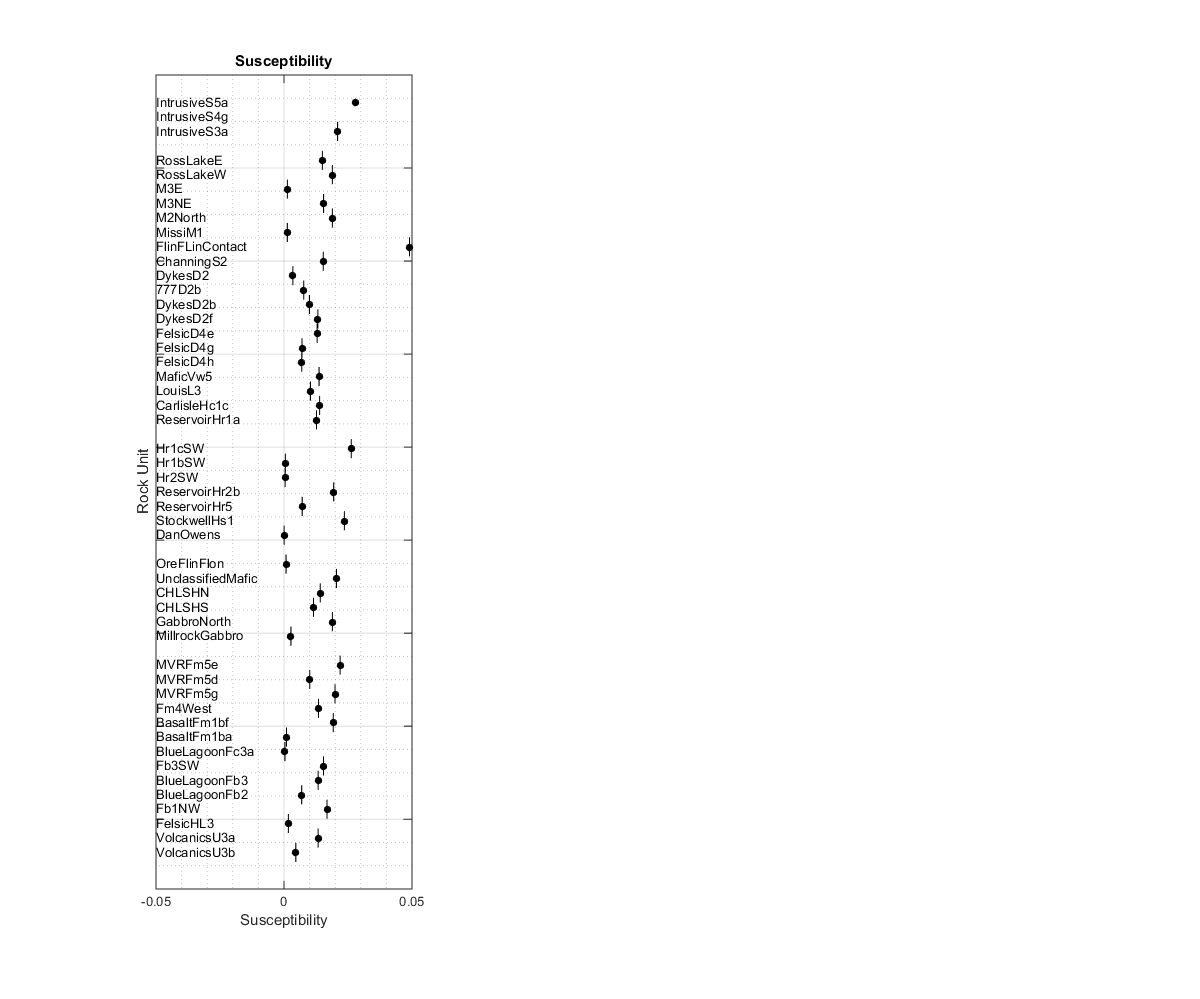 Susceptibility
IntrusiveS5a
IntrusiveS4g
IntrusiveS3a
RossLakeE
RossLakeW
M3E
M3NE
M2North
MissiM1
FlinFLinContact
ChanningS2
DykesD2
777D2b
DykesD2b
DykesD2f
FelsicD4e
FelsicD4g
FelsicD4h
MaficVw5
LouisL3
CarlisleHc1c
ReservoirHr1a
Hr1cSW
Hr1bSW
Hr2SW
ReservoirHr2b
ReservoirHr5
StockwellHs1
DanOwens
OreFlinFlon
UnclassifiedMafic
CHLSHN
CHLSHS
GabbroNorth
MillrockGabbro
MVRFm5e
MVRFm5d
MVRFm5g
Fm4West
BasaltFm1bf
BasaltFm1ba
BlueLagoonFc3a
Fb3SW
BlueLagoonFb3
BlueLagoonFb2
Fb1NW
FelsicHL3
VolcanicsU3a
VolcanicsU3b
Rock Unit
-0.05 0 0.05
Susceptibility